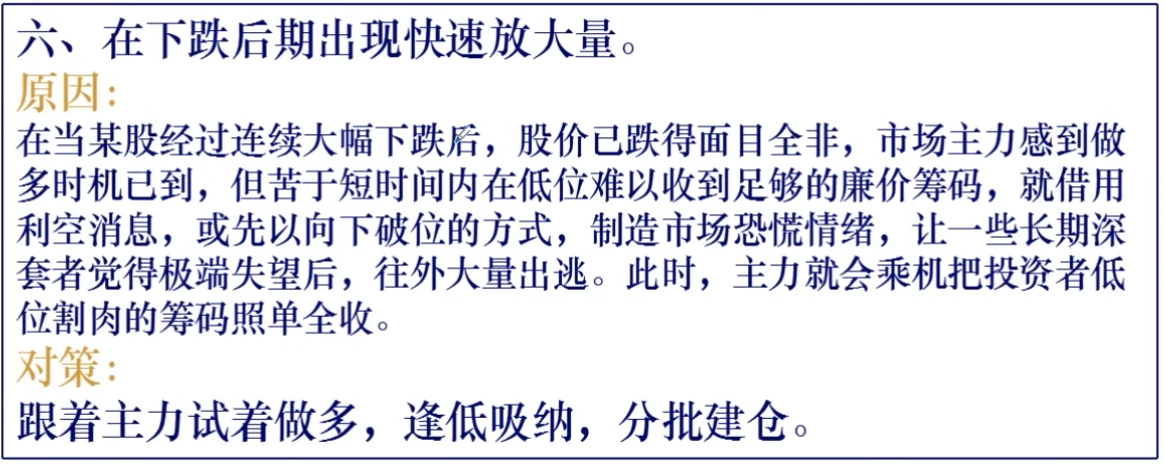 六、在下跌后期出现快速放大量。
原因：
在当某股经过连续大幅下跌后，股价已跌得面目全非，市场主力感到做
多时机已到，但苦于短时间内在低位难以收到足够的廉价筹码，就借用
利空消息，或先以向下破位的方式，制造市场恐慌情绪，让一些长期深
套者觉得极端失望后，往外大量出逃。此时，主力就会乘机把投资者低
位割肉的筹码照单全收。
对策：
跟着主力试着做多，逢低吸纳，分批建仓。